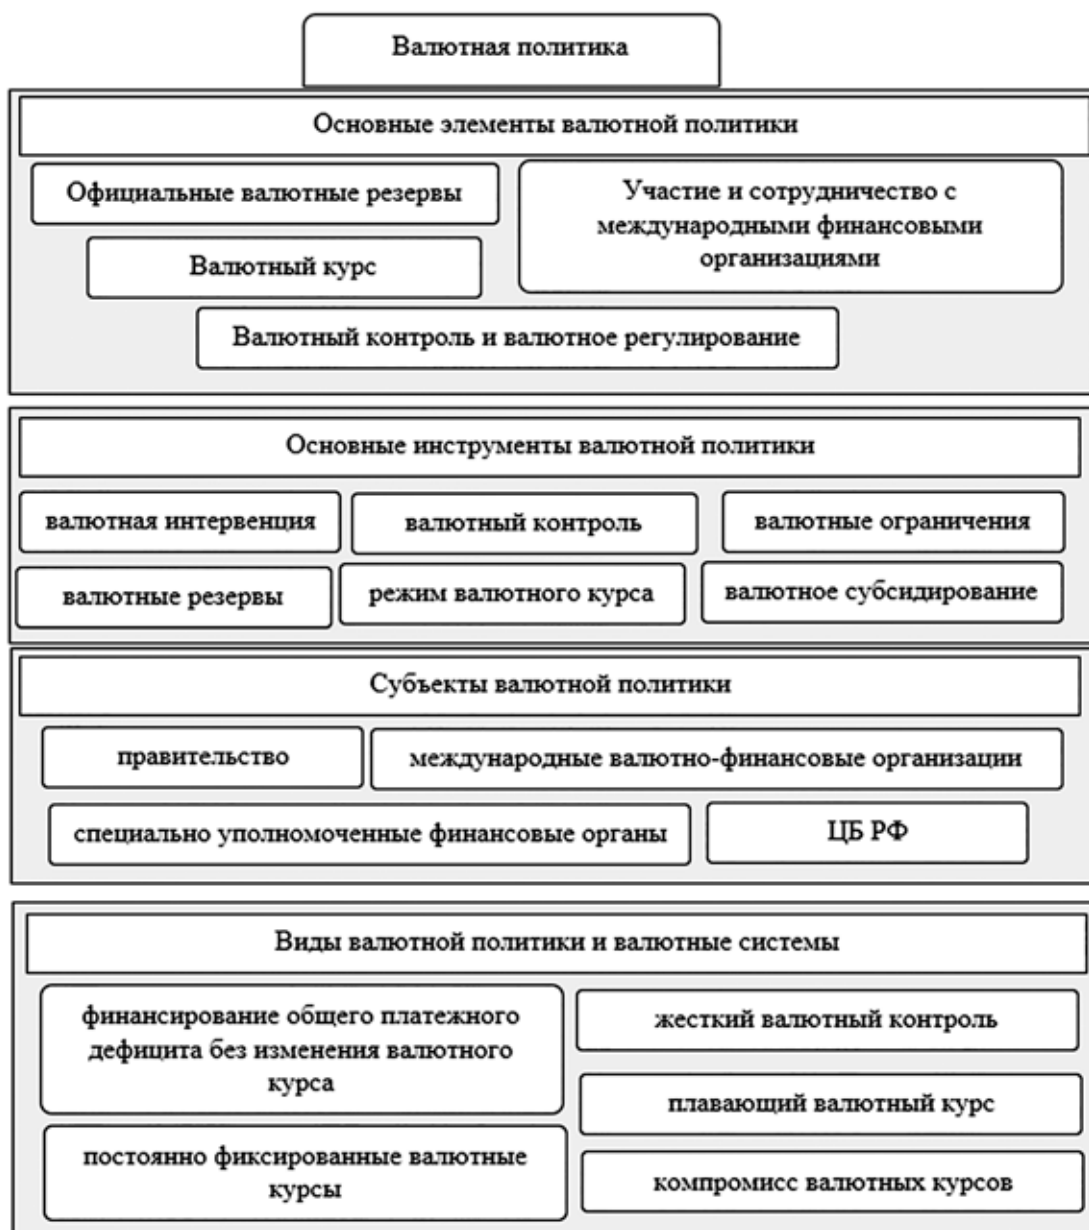 Валютная политика
Основные элементы валютной политики
Официальные валютные резервы
Участие и сотрудничество с
международными финансовыми
организациями
Валютный курс
Валютный контроль и валютное регулирование
Основные инструменты валютной политики
валютная интервенция
валютный контроль
валютные ограничения
валютные резервы
режим валютного курса
валютное субсидирование
Субъекты валютной политики
правительство
международные валютно-финансовые организации
специально уполномоченные финансовые органы
ЦБ РФ
Виды валютной политики и валютные системы
финансирование общего платежного
дефицита без изменения валютного
курса
жесткий валютный контроль
плавающий валютный курс
постоянно фиксированные валютные
курсы
компромисс валютных курсов